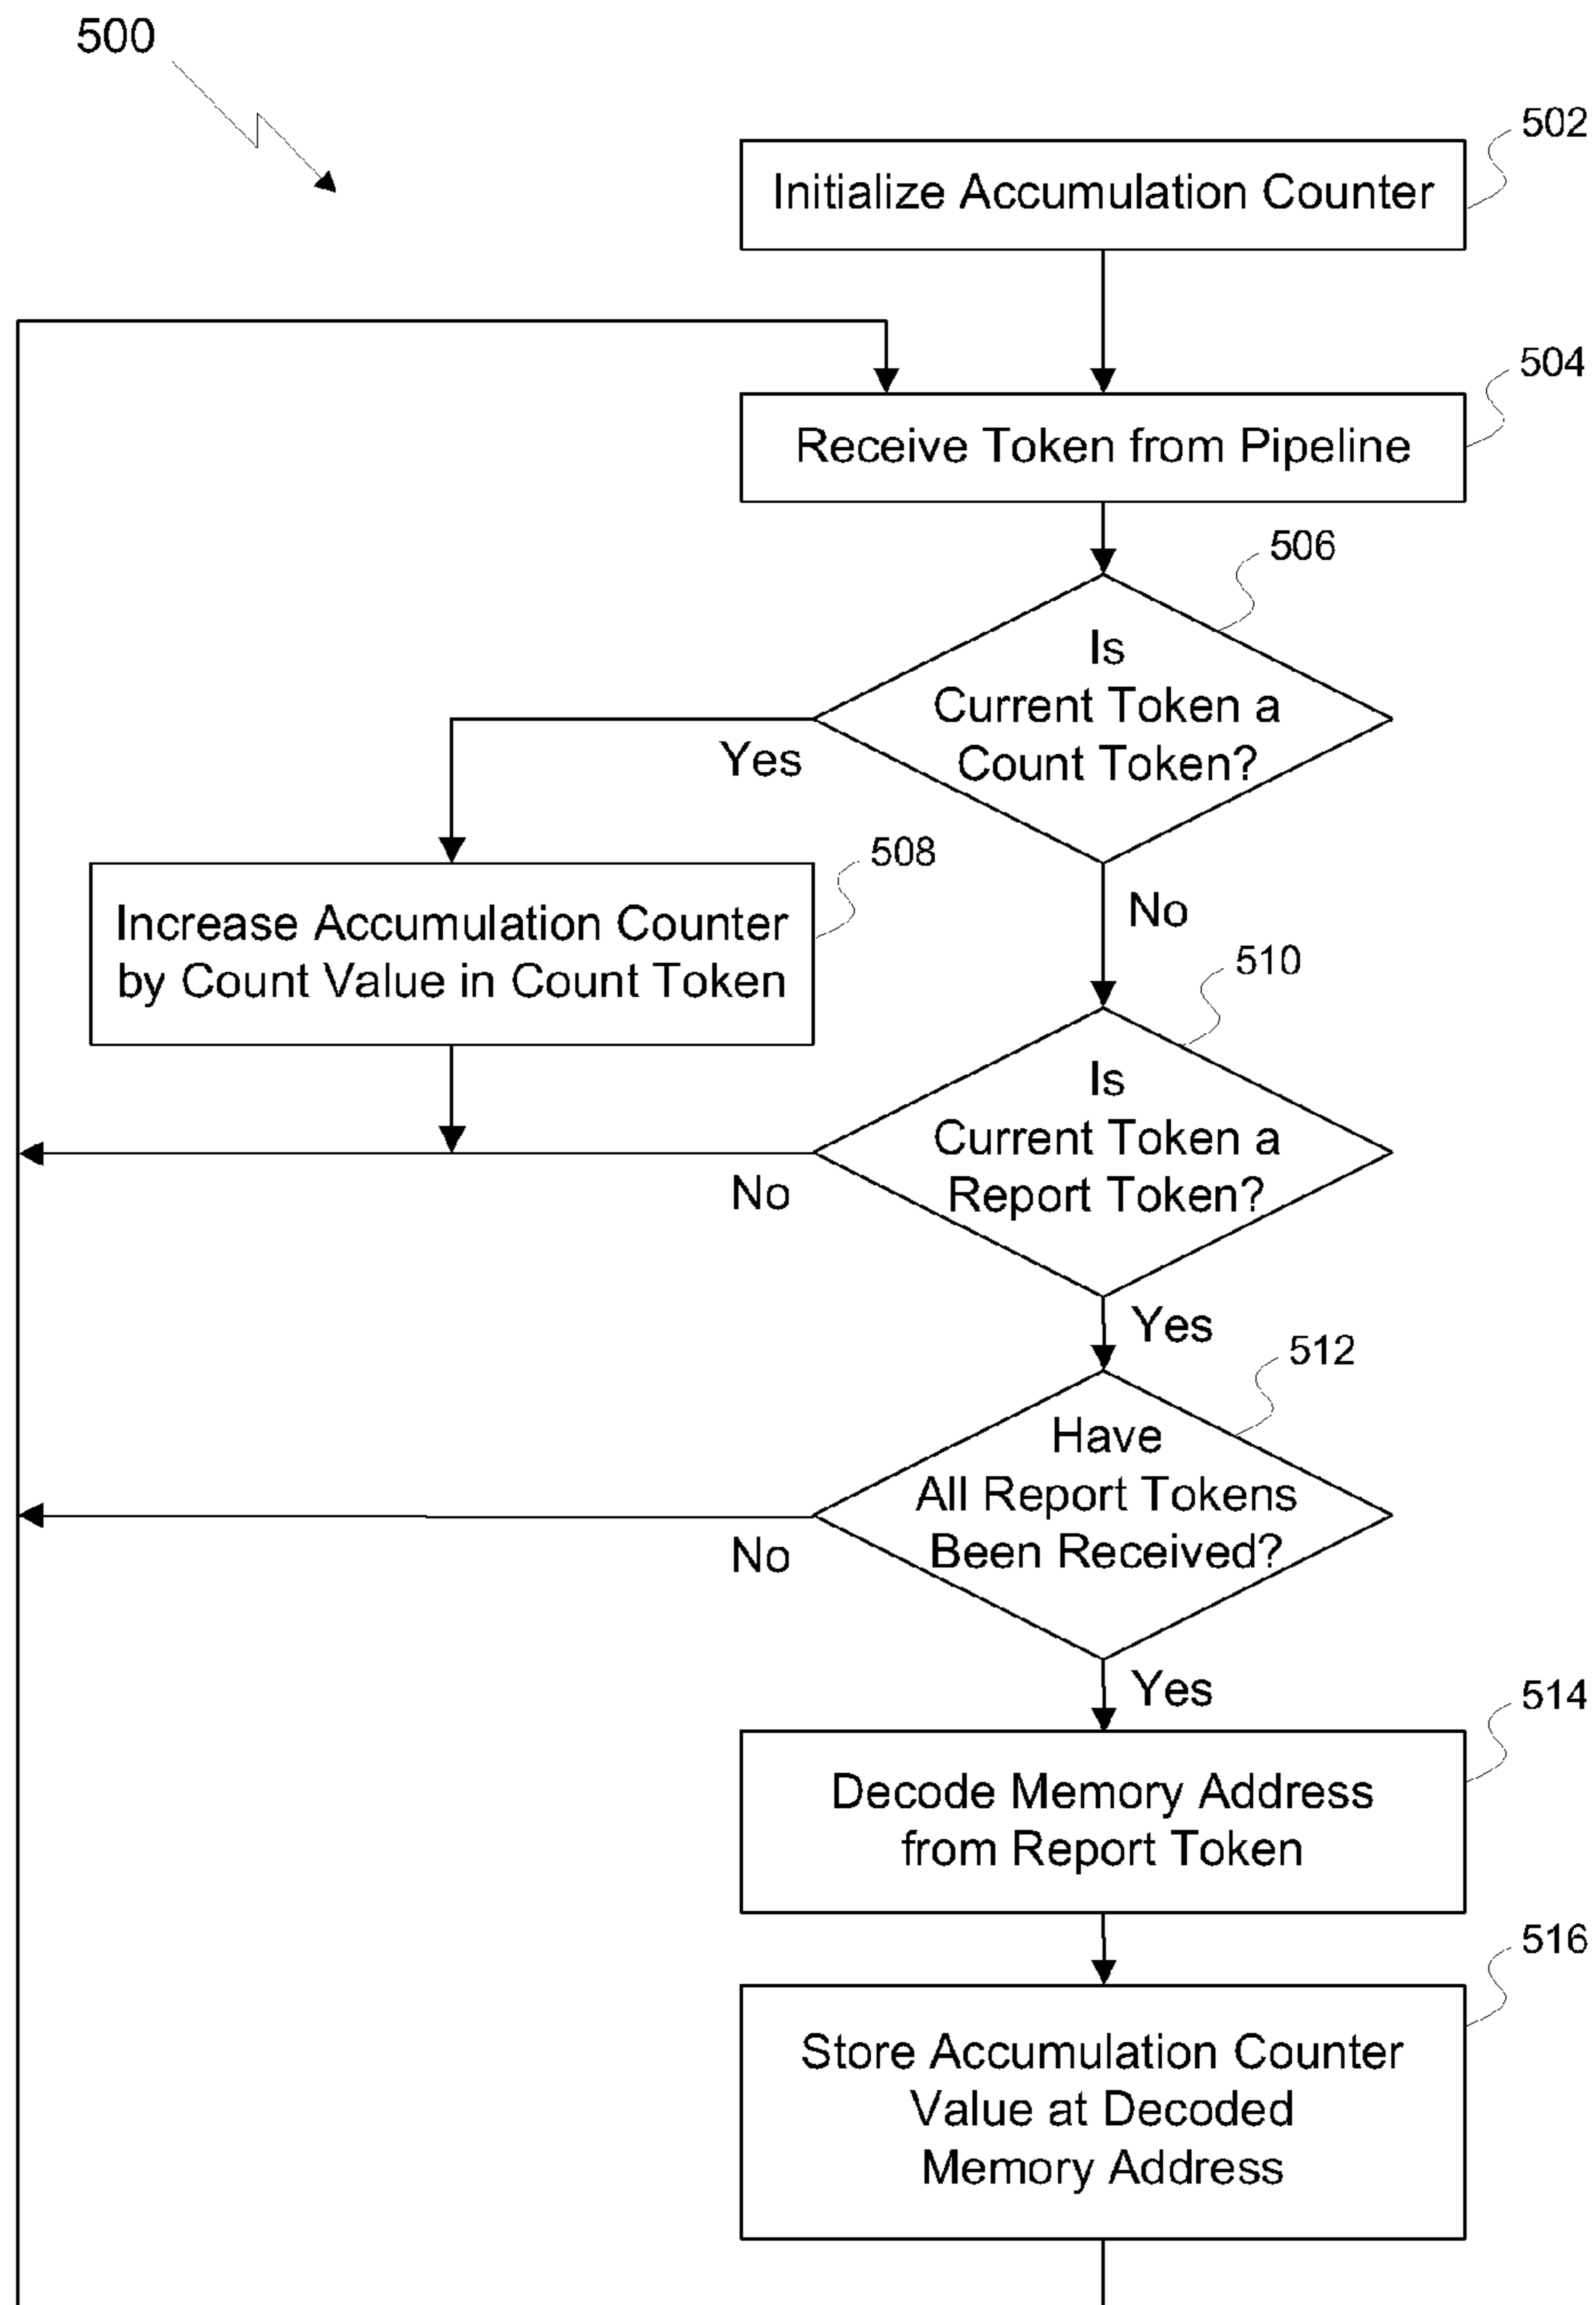 500
502
Initialize Accumulation Counter
504
Receive Token from Pipeline
506
Is
Current Token a
Count Token?
Yes
No
508
Increase Accumulation Counter
by Count Value in Count Token
510
Is
Current Token a
Report Token?
No
Yes
512
Have
All Report Tokens
Been Received?
No
Yes
514
Decode Memory Address
from Report Token
516
Store Accumulation Counter
Value at Decoded
Memory Address